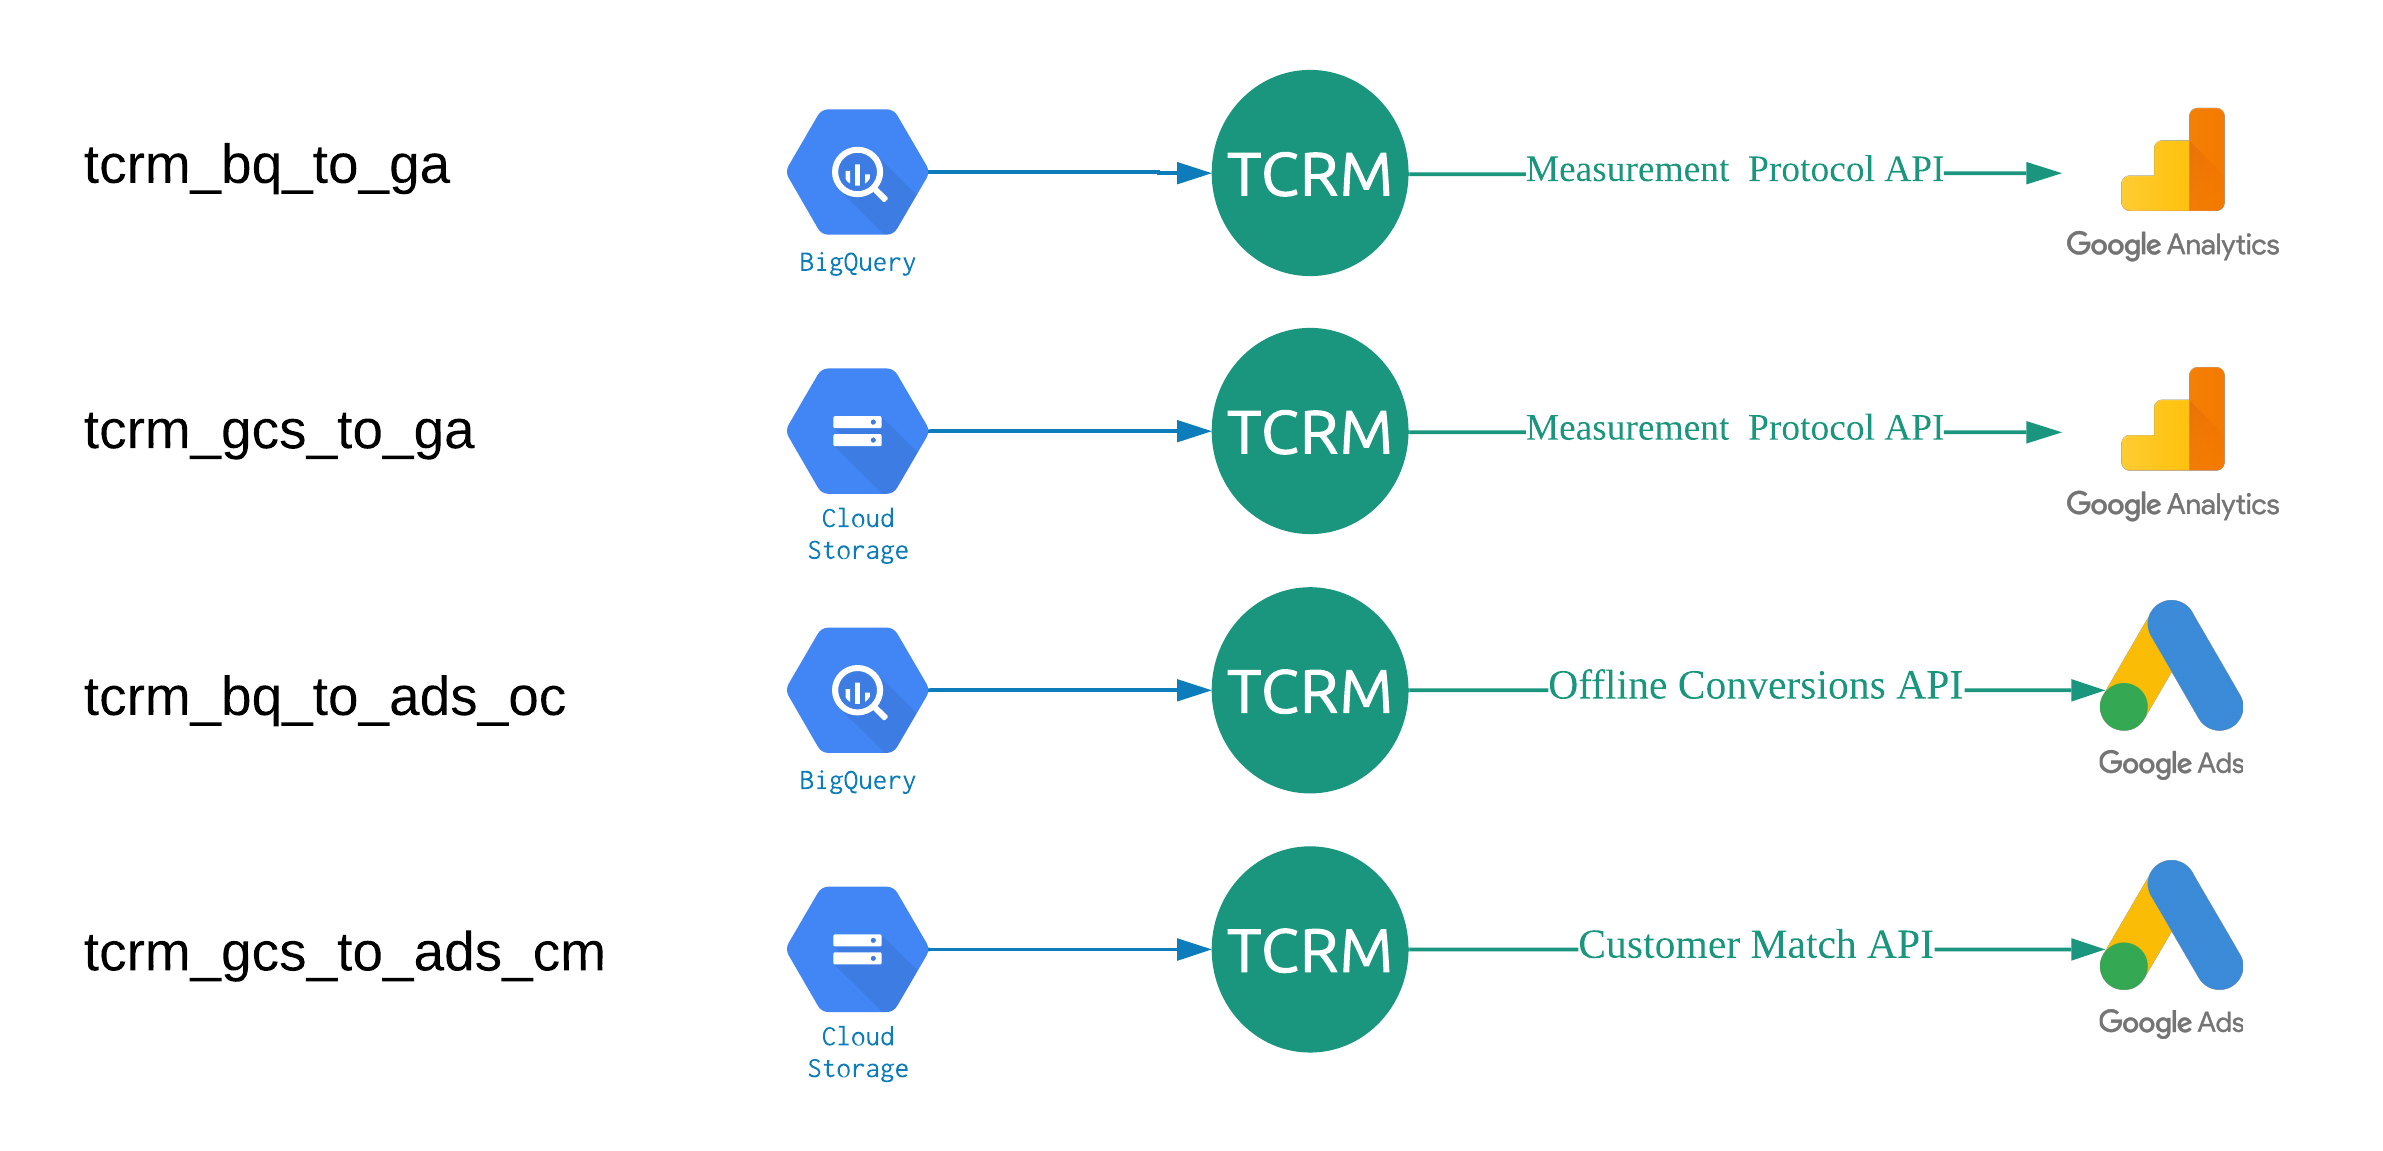 tcrm_bq_to_ga
BigQuery
TCRM
Measurement Protocol API
Google Analytics
tcrm_gcs_to_ga
Cloud
Storage
TCRM
Measurement Protocol API
Google Analytics
tcrm_bq_to_ads_oc
BigQuery
TCRM
Offline Conversions API
Google Ads
tcrm_gcs_to_ads_cm
Cloud
Storage
TCRM
Customer Match API
Google Ads